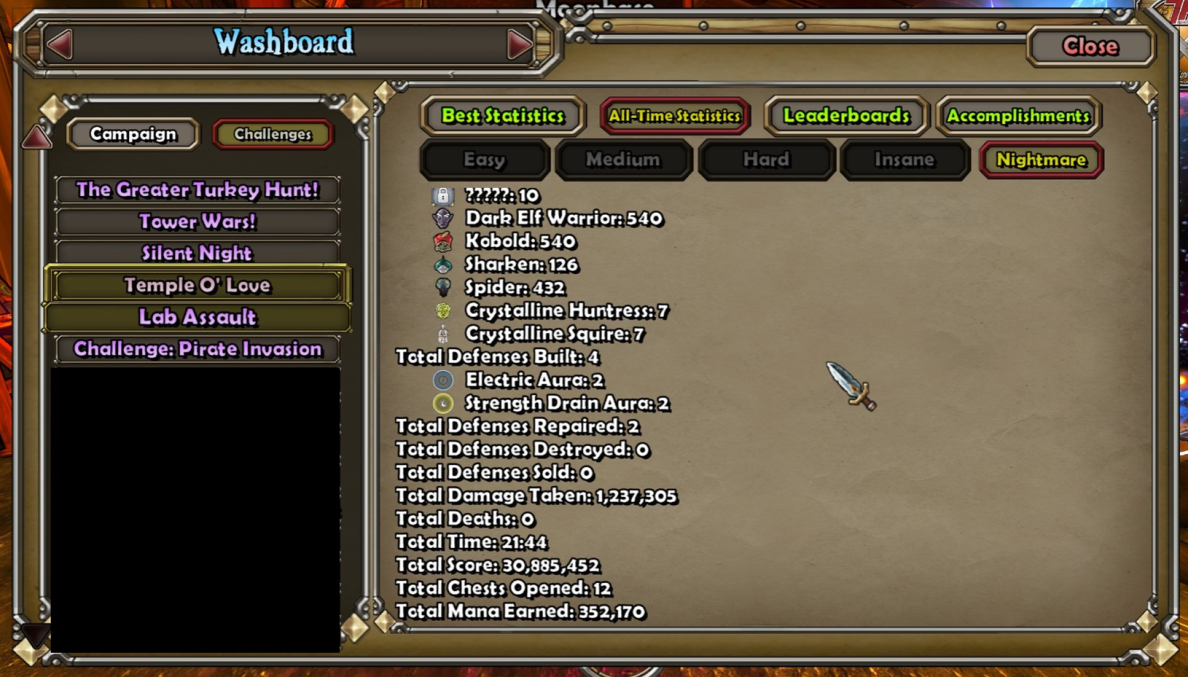 Moonbase
Washboard
Close
Campaign
Challenges
The Greater Turkey Hunt!
Tower Wars!
Silent Night
Temple O' Love
Lab Assault
Challenge: Pirate Invasion
Best Statistics
All-Time Statistics
Leaderboards
Accomplishments
Easy
Medium
Hard
Insane
Nightmare
?????: 10
Dark Elf Warrior: 540
Kobold: 540
Sharken: 126
Spider: 432
Crystalline Huntress: 7
Crystalline Squire: 7
Total Defenses Built: 4
Electric Aura: 2
Strength Drain Aura: 2
Total Defenses Repaired: 2
Total Defenses Destroyed: 0
Total Defenses Sold: 0
Total Damage Taken: 1,237,305
Total Deaths: 0
Total Time: 21:44
Total Score: 30,885,452
Total Chests Opened: 12
Total Mana Earned: 352,170